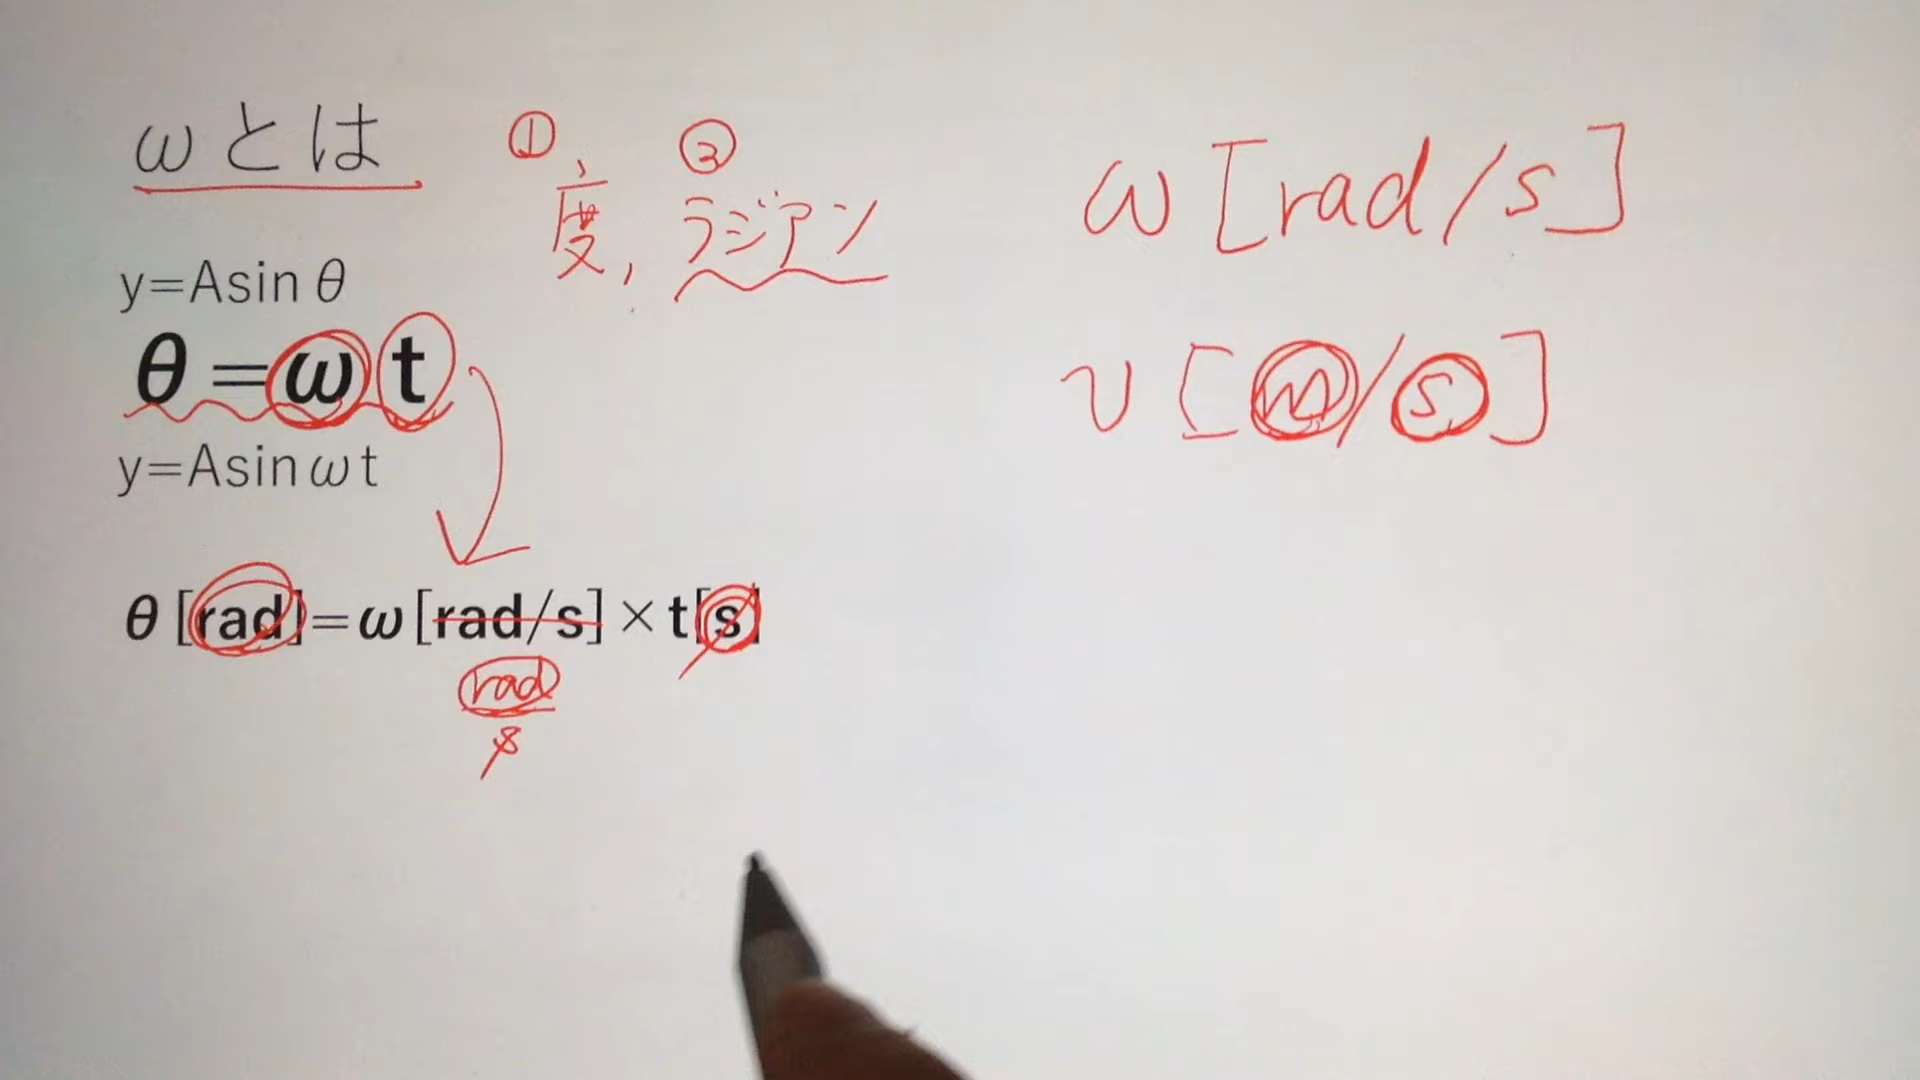 ωとは
① ②
度, ラジアン
y=Asinθ
θ=ωt
y=Asinωt
θ[rad]=ω[rad/s]×t[s]
rad
s
ω[rad/s]
v[m/s]